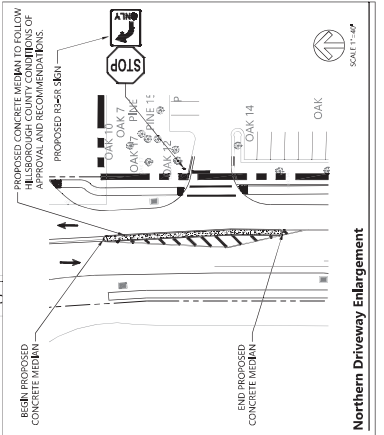 PROPOSED CONCRETE MEDIAN TO FOLLOW
HILLSBOROUGH COUNTY CONDITIONS OF
APPROVAL AND RECOMMENDATIONS.
PROPOSED R3-5R SIGN
ONLY
STOP
OAK 10
OAK 7
PINE
OAK 7
PINE 15
OAK 12
P
OAK 14
OAK
SCALE 1"=40'
BEGIN PROPOSED
CONCRETE MEDIAN
END PROPOSED
CONCRETE MEDIAN
Northern Driveway Enlargement